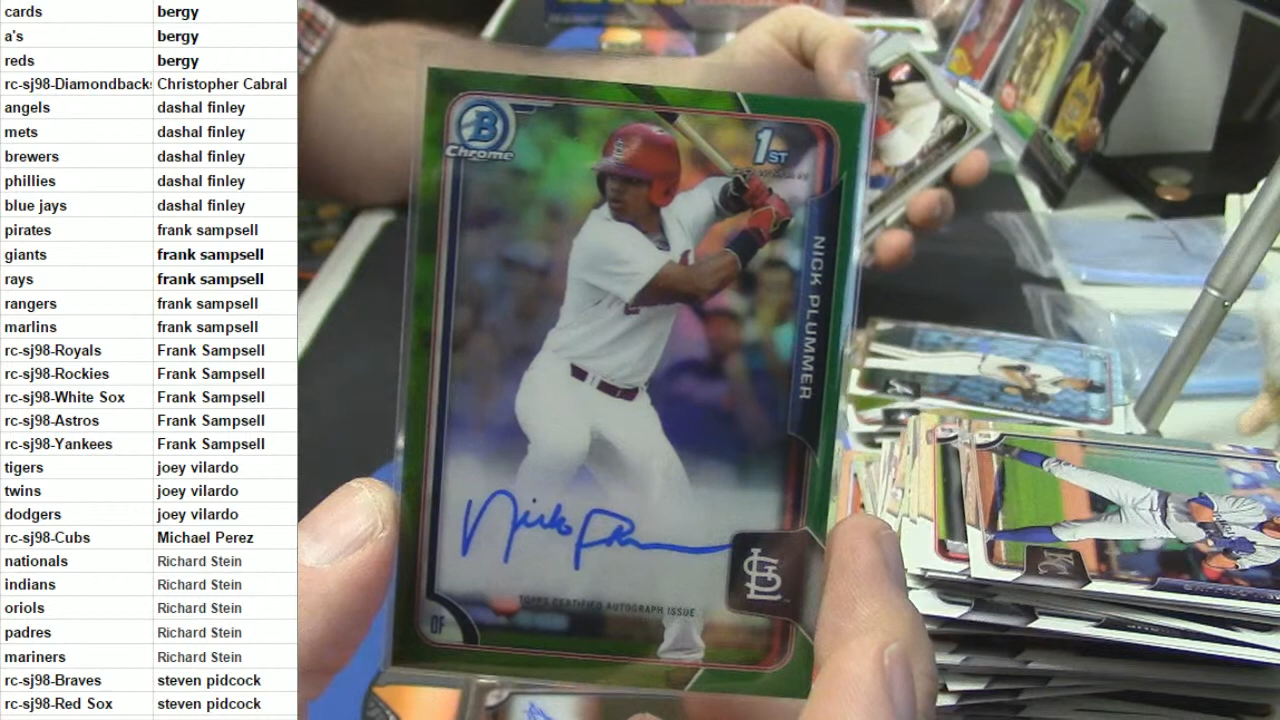 cards bergy
a's bergy
reds bergy
rc-sj98-Diamondbacks Christopher Cabral
angels dashal finley
mets dashal finley
brewers dashal finley
phillies dashal finley
blue jays dashal finley
pirates frank sampsell
giants frank sampsell
rays frank sampsell
rangers frank sampsell
marlins frank sampsell
rc-sj98-Royals Frank Sampsell
rc-sj98-Rockies Frank Sampsell
rc-sj98-White Sox Frank Sampsell
rc-sj98-Astros Frank Sampsell
rc-sj98-Yankees Frank Sampsell
tigers joey vilardo
twins joey vilardo
dodgers joey vilardo
rc-sj98-Cubs Michael Perez
nationals Richard Stein
indians Richard Stein
oriols Richard Stein
padres Richard Stein
mariners Richard Stein
rc-sj98-Braves steven pidcock
rc-sj98-Red Sox steven pidcock
B
Chrome
1ST
NICK PLUMMER
Nick Plummer
STL
TOPPS CERTIFIED AUTOGRAPH ISSUE
OF
KC